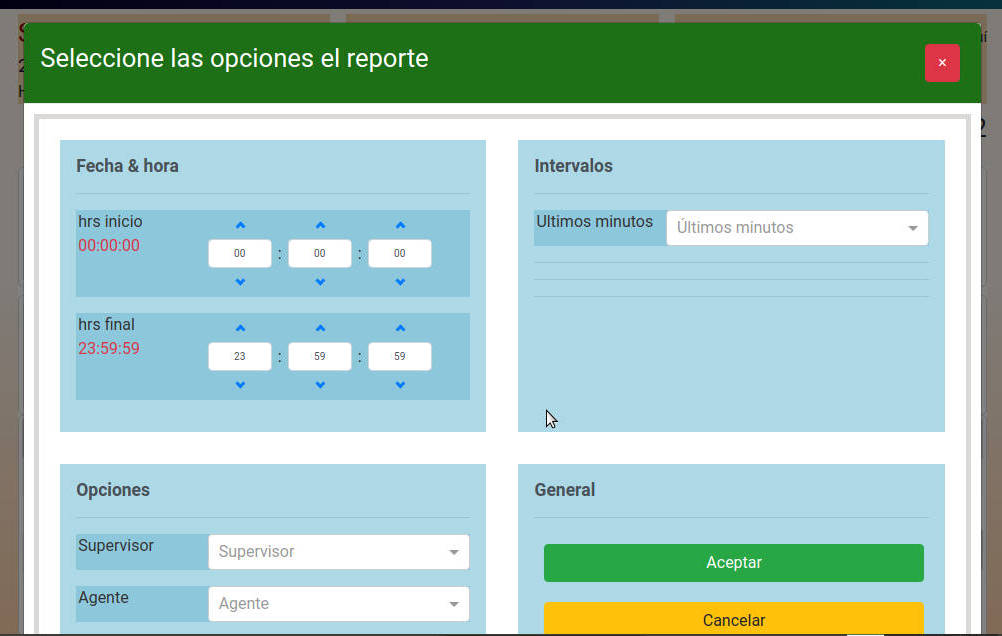 Seleccione las opciones el reporte
×
Fecha & hora
hrs inicio
00:00:00
00 : 00 : 00
hrs final
23:59:59
23 : 59 : 59
Intervalos
Ultimos minutos
Últimos minutos
Opciones
Supervisor
Supervisor
Agente
Agente
General
Aceptar
Cancelar